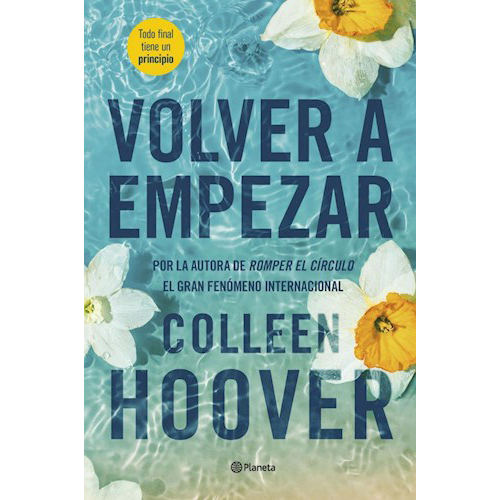 Todo final
tiene un
principio
VOLVER A
EMPEZAR
POR LA AUTORA DE ROMPER EL CÍRCULO
EL GRAN FENÓMENO INTERNACIONAL
COLLEEN
HOOVER
Planeta